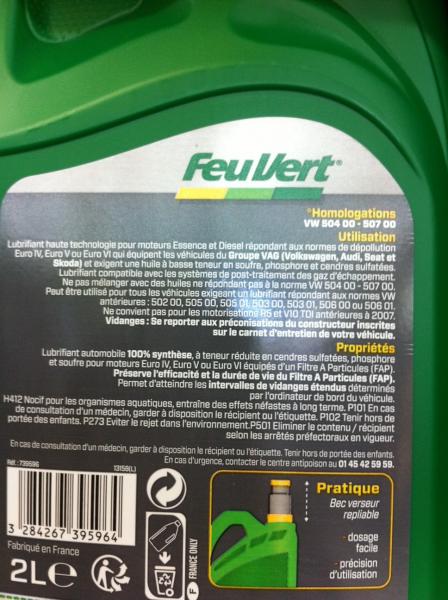 Feu Vert®
Homologations
VW 504 00 - 507 00
Utilisation
Lubrifiant haute technologie pour moteurs Essence et Diesel répondant aux normes de dépollution
Euro IV, Euro V ou Euro VI qui équipent les véhicules du Groupe VAG (Volkswagen, Audi, Seat et
Skoda) et exigent une huile à basse teneur en soufre, phosphore et cendres sulfatées.
Lubrifiant compatible avec les systèmes de post-traitement des gaz d'échappement.
Ne pas mélanger avec des huiles ne répondant pas à la norme VW 504 00 - 507 00.
Peut être utilisé pour tous les véhicules exigeant un lubrifiant répondant aux normes VW
antérieures : 502 00, 505 00, 505 01, 503 00, 503 01, 506 00 ou 506 01.
Ne convient pas pour les motorisations R5 et V10 TDI antérieures à 2007.
Vidanges : Se reporter aux préconisations du constructeur inscrites
sur le carnet d'entretien de votre véhicule.
Propriétés
Lubrifiant automobile 100% synthèse, à teneur réduite en cendres sulfatées, phosphore
et soufre pour moteurs Euro IV, Euro V ou Euro VI équipés d'un Filtre A Particules (FAP).
Préserve l'efficacité et la durée de vie du Filtre A Particules (FAP).
Permet d'atteindre les intervalles de vidanges étendus déterminés
par l'ordinateur de bord du véhicule.
H412 Nocif pour les organismes aquatiques, entraîne des effets néfastes à long terme. P101 En cas
de consultation d'un médecin, garder à disposition le récipient ou l'étiquette. P102 Tenir hors de
portée des enfants. P273 Eviter le rejet dans l'environnement.P501 Eliminer le contenu / récipient
selon les arrêtés préfectoraux en vigueur.
En cas de consultation d'un médecin, garder à disposition le récipient ou l'étiquette. Tenir hors de portée des enfants.
En cas d'urgence, contacter le centre antipoison au 01 45 42 59 59.
Réf.: 739596
13159(L)
3 284267 395964
Fabriqué en France
2L e
FRANCE ONLY
F
Pratique
Bec verseur
repliable
- dosage
facile
- précision
d'utilisation